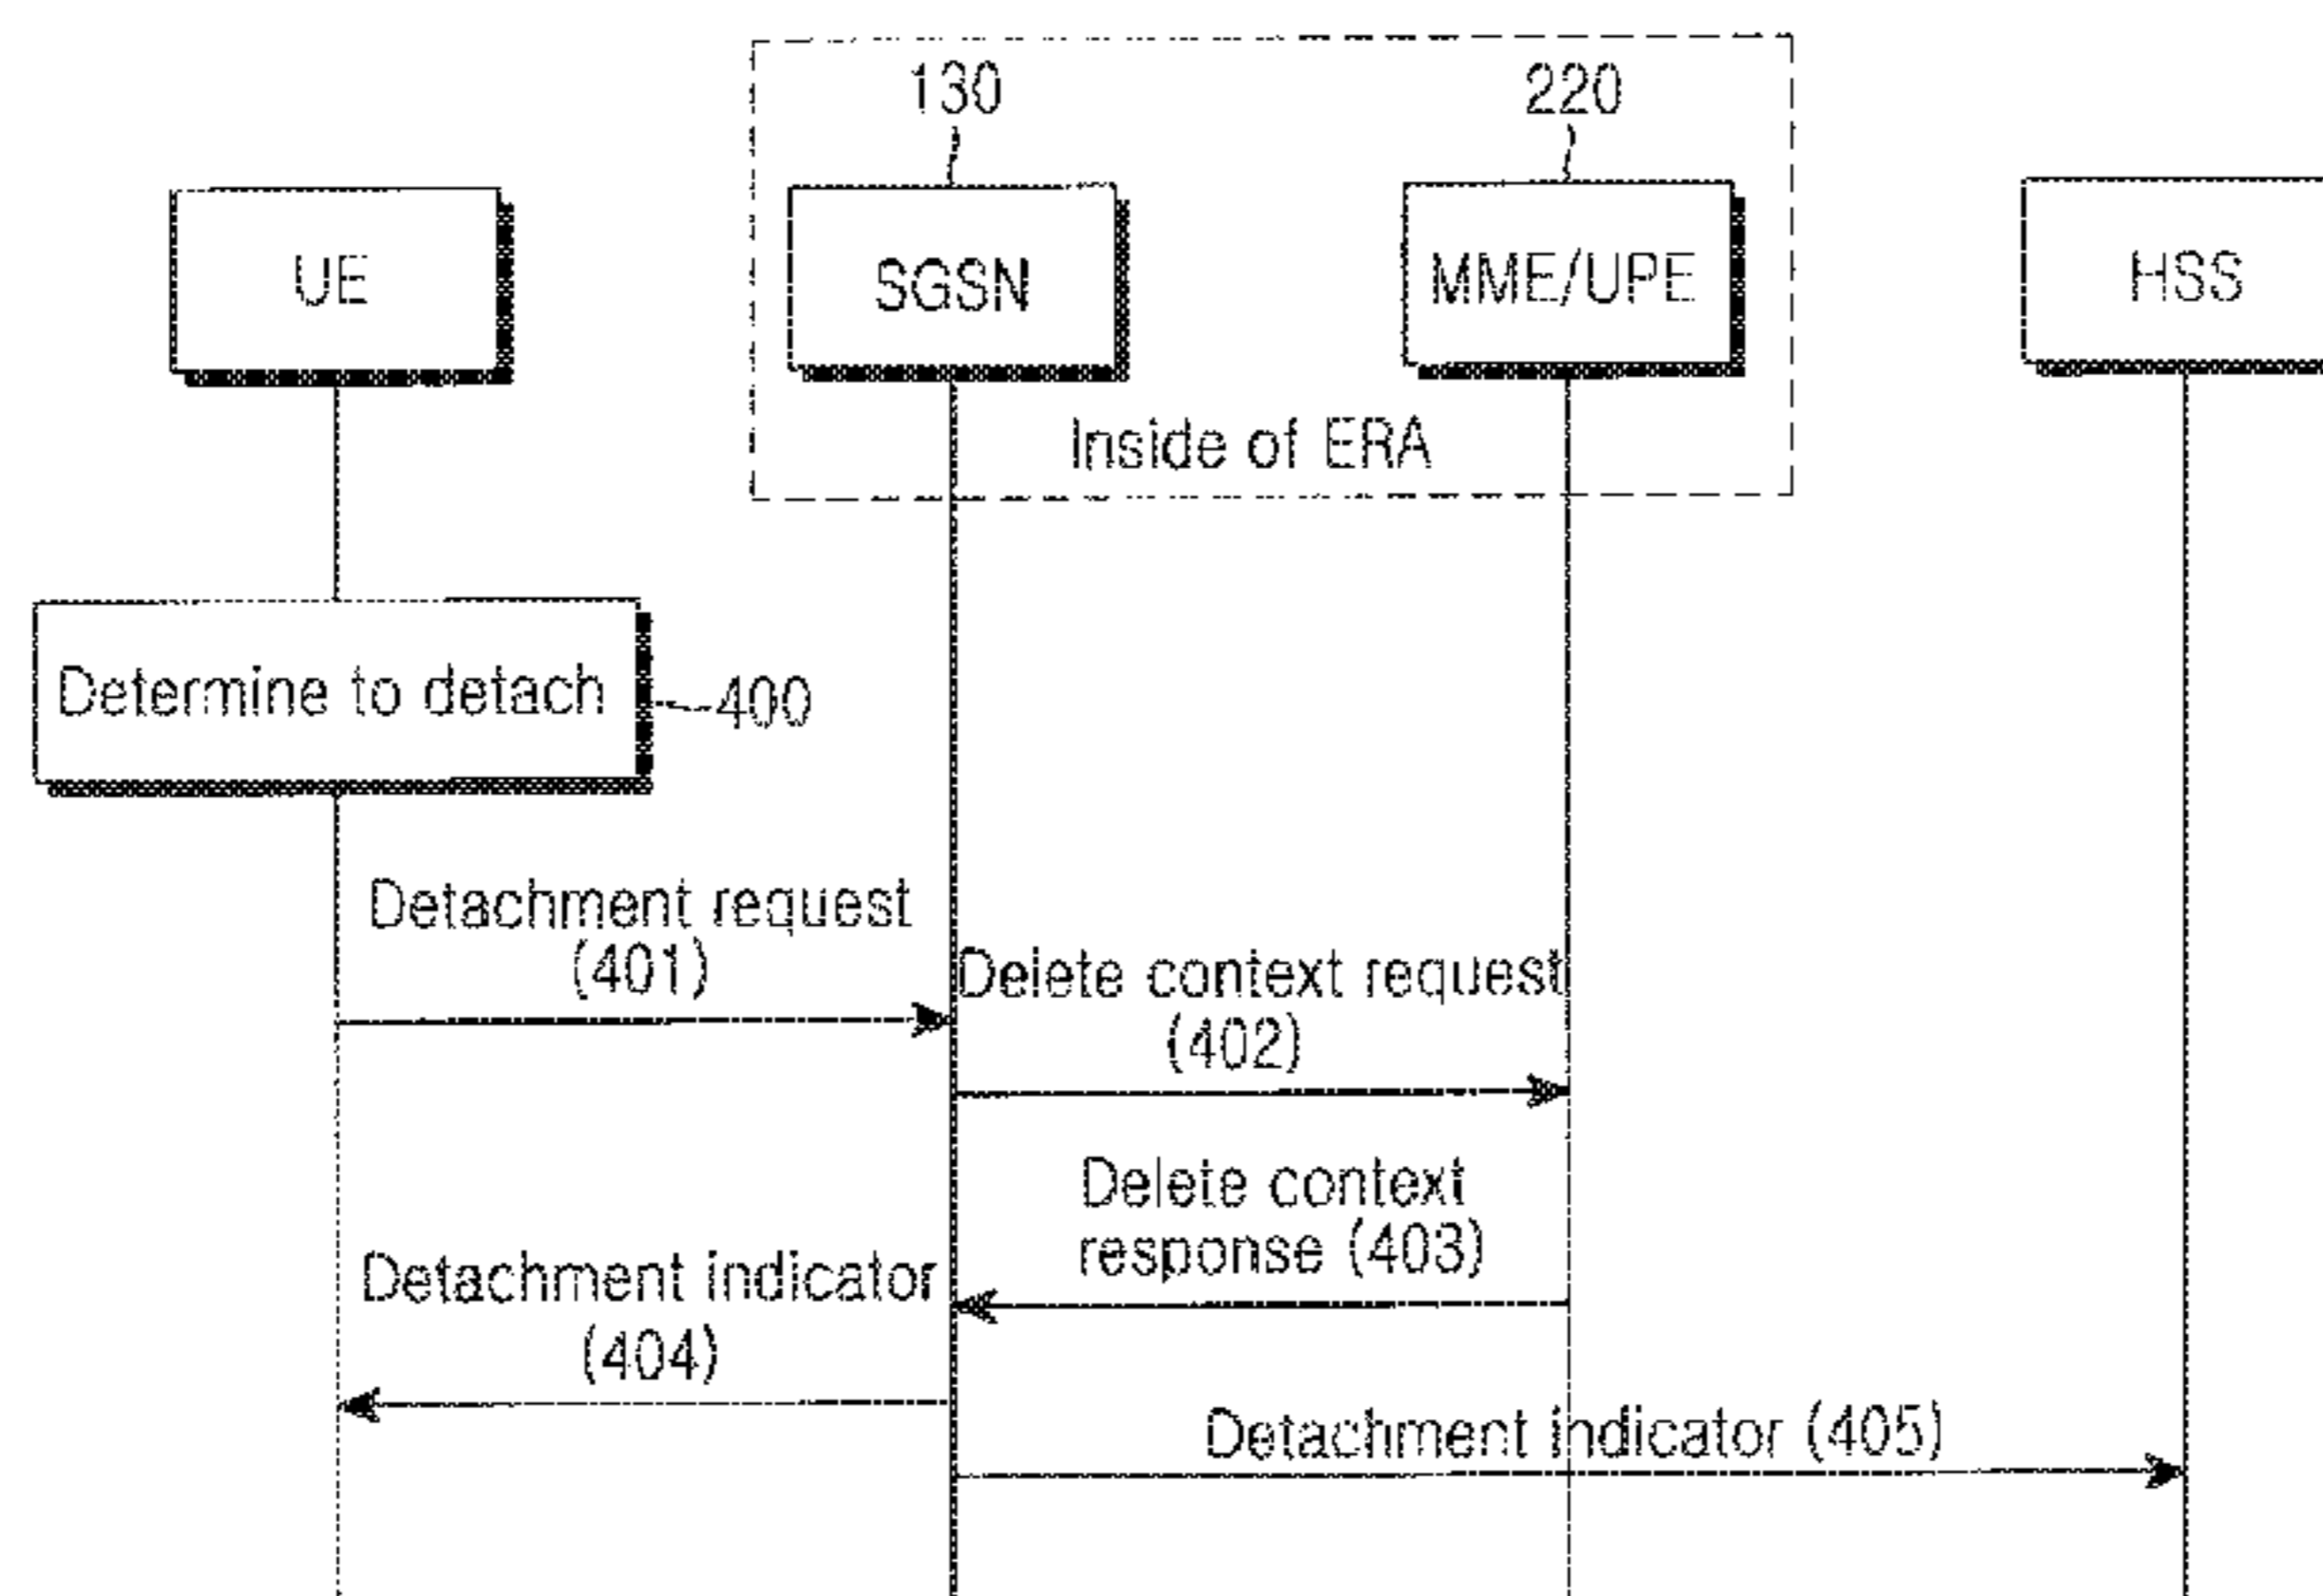 130
220
UE
SGSN
MME/UPE
HSS
Inside of ERA
Determine to detach
400
Detachment request
(401)
Delete context request
(402)
Delete context
response (403)
Detachment indicator
(404)
Detachment indicator (405)